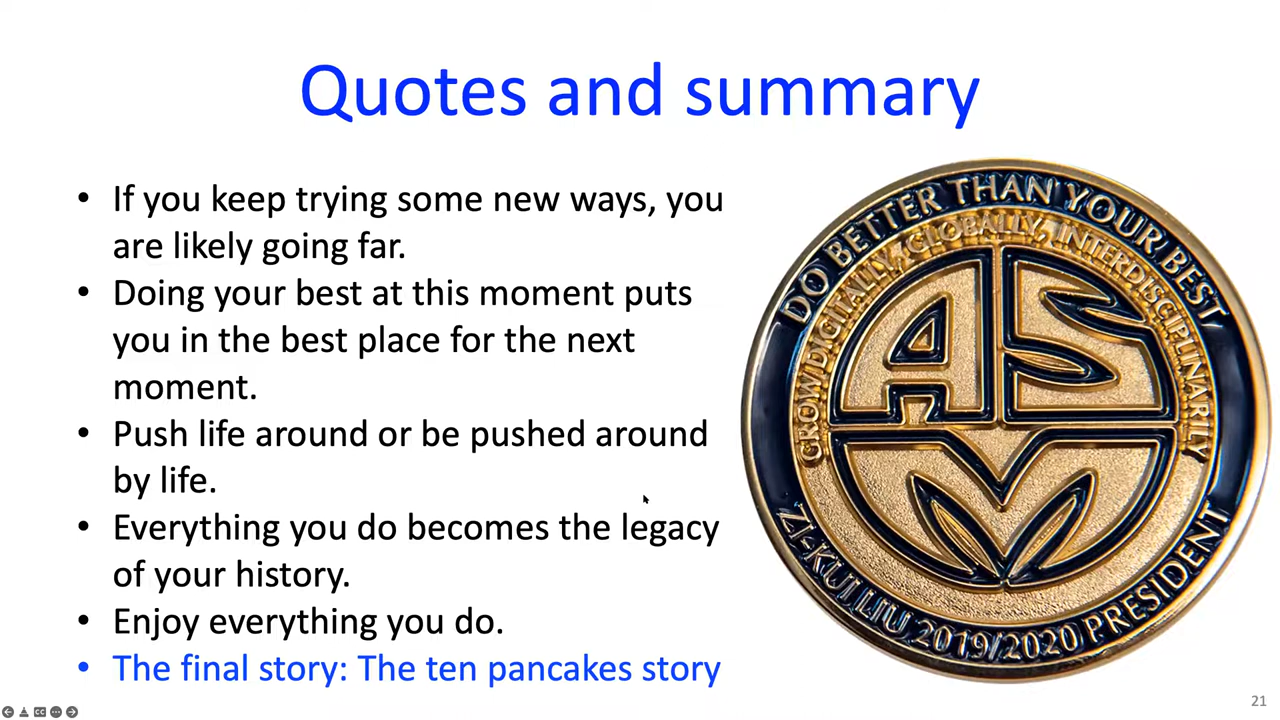 Quotes and summary
• If you keep trying some new ways, you
are likely going far.
• Doing your best at this moment puts
you in the best place for the next
moment.
• Push life around or be pushed around
by life.
• Everything you do becomes the legacy
of your history.
• Enjoy everything you do.
• The final story: The ten pancakes story
DO BETTER THAN YOUR BEST
GROW DIGITALLY, GLOBALLY, INTERDISCIPLINARILY
ASM
ZI-KUI LIU 2019/2020 PRESIDENT
21